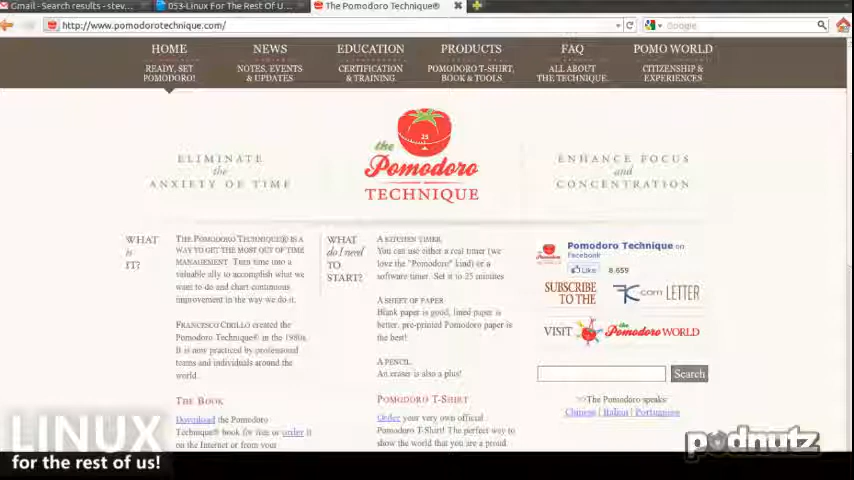 Gmail - Search results - stev...
053-Linux For The Rest Of U...
The Pomodoro Technique®
http://www.pomodorotechnique.com/
Google
HOME
READY, SET
POMODORO!
NEWS
NOTES, EVENTS
& UPDATES
EDUCATION
CERTIFICATION
& TRAINING
PRODUCTS
POMODORO T-SHIRT,
BOOK & TOOLS
FAQ
ALL ABOUT
THE TECHNIQUE
POMO WORLD
CITIZENSHIP &
EXPERIENCES
ELIMINATE
the
ANXIETY OF TIME
25
the
Pomodoro
TECHNIQUE
ENHANCE FOCUS
and
CONCENTRATION
WHAT
is
IT?
THE POMODORO TECHNIQUE® IS A
WAY TO GET THE MOST OUT OF TIME
MANAGEMENT. Turn time into a
valuable ally to accomplish what we
want to do and chart continuous
improvement in the way we do it.
FRANCESCO CIRILLO created the
Pomodoro Technique® in the 1980s.
It is now practiced by professional
teams and individuals around the
world.
THE BOOK
Download the Pomodoro
Technique® book for free or order it
on the Internet or from your
WHAT
do I need
TO
START?
A KITCHEN TIMER.
You can use either a real timer (we
love the "Pomodoro" kind) or a
software timer. Set it to 25 minutes
A SHEET OF PAPER
Blank paper is good, lined paper is
better, pre-printed Pomodoro paper is
the best!
A PENCIL.
An eraser is also a plus!
POMODORO T-SHIRT
Order your very own official
Pomodoro T-Shirt! The perfect way to
show the world that you are a proud
Pomodoro Technique on
Facebook
Like 8,659
SUBSCRIBE
TO THE
LETTER
VISIT the Pomodoro WORLD
Search
The Pomodoro speaks:
Chinese | Italian | Portuguese
LINUX
for the rest of us!
podnutz